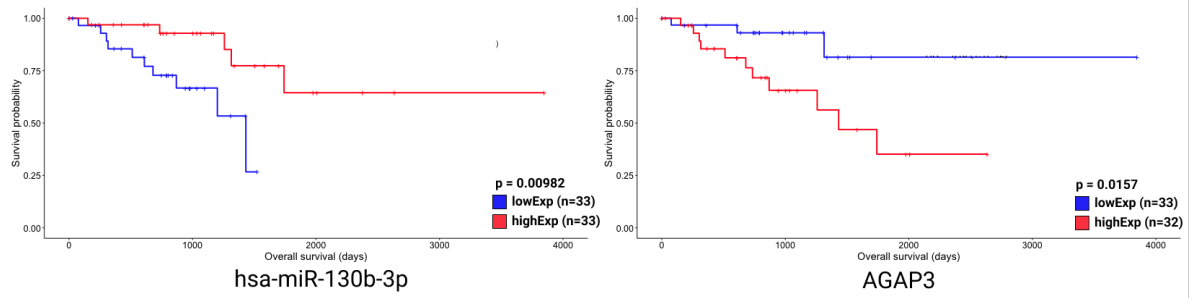 1.00
0.75
0.50
0.25
0.00
Survival probability
)
p = 0.00982
lowExp (n=33)
highExp (n=33)
0 1000 2000 3000 4000
Overall survival (days)
hsa-miR-130b-3p
1.00
0.75
0.50
0.25
0.00
Survival probability
p = 0.0157
lowExp (n=33)
highExp (n=32)
0 1000 2000 3000 4000
Overall survival (days)
AGAP3